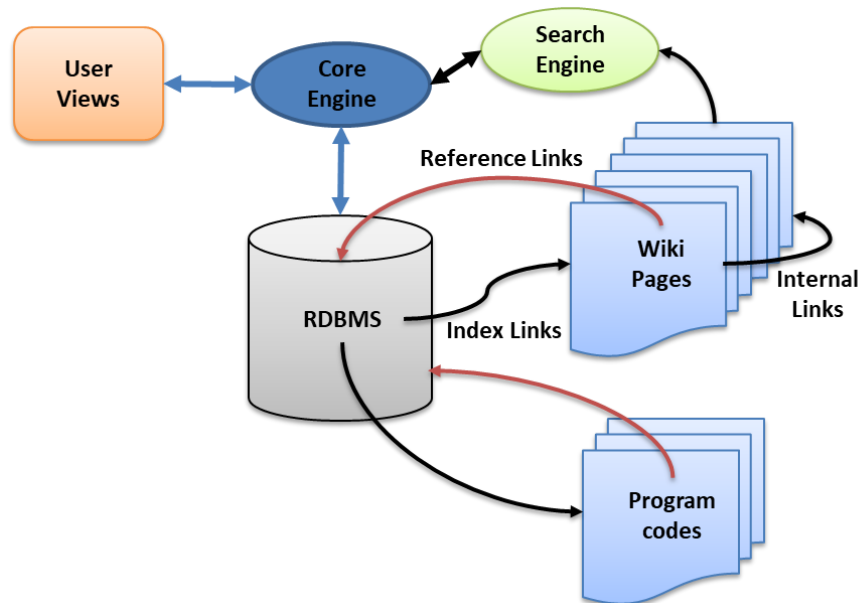 User
Views
Core
Engine
Search
Engine
Reference Links
Wiki
Pages
Internal
Links
RDBMS
Index Links
Program
codes